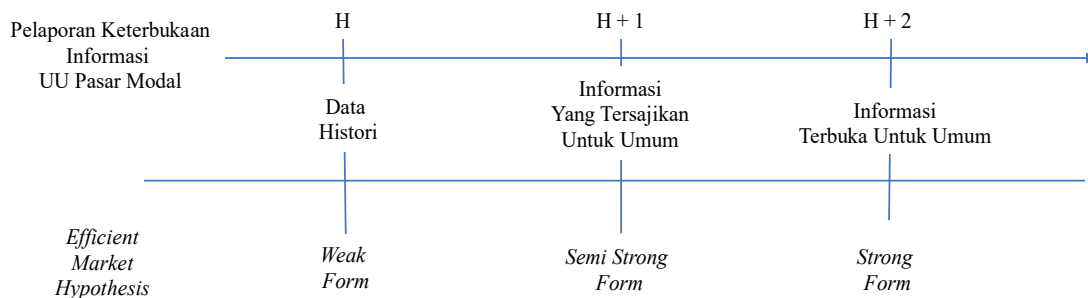 Pelaporan Keterbukaan
Informasi
UU Pasar Modal
H
H + 1
H + 2
Data
Histori
Informasi
Yang Tersajikan
Untuk Umum
Informasi
Terbuka Untuk Umum
Efficient
Market
Hypothesis
Weak
Form
Semi Strong
Form
Strong
Form